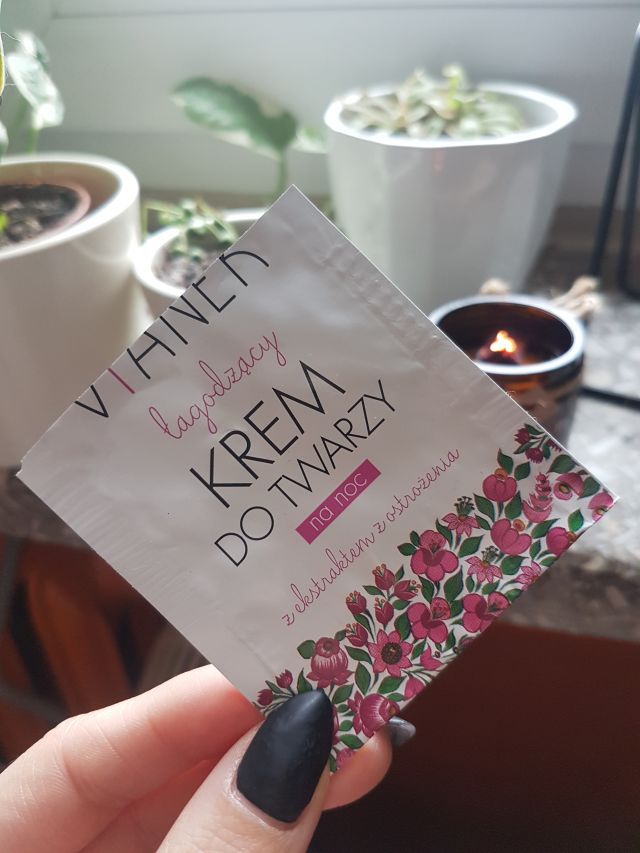 VIANEK
łagodzący
KREM
DO TWARZY
na noc
z ekstraktem z ostrożenia